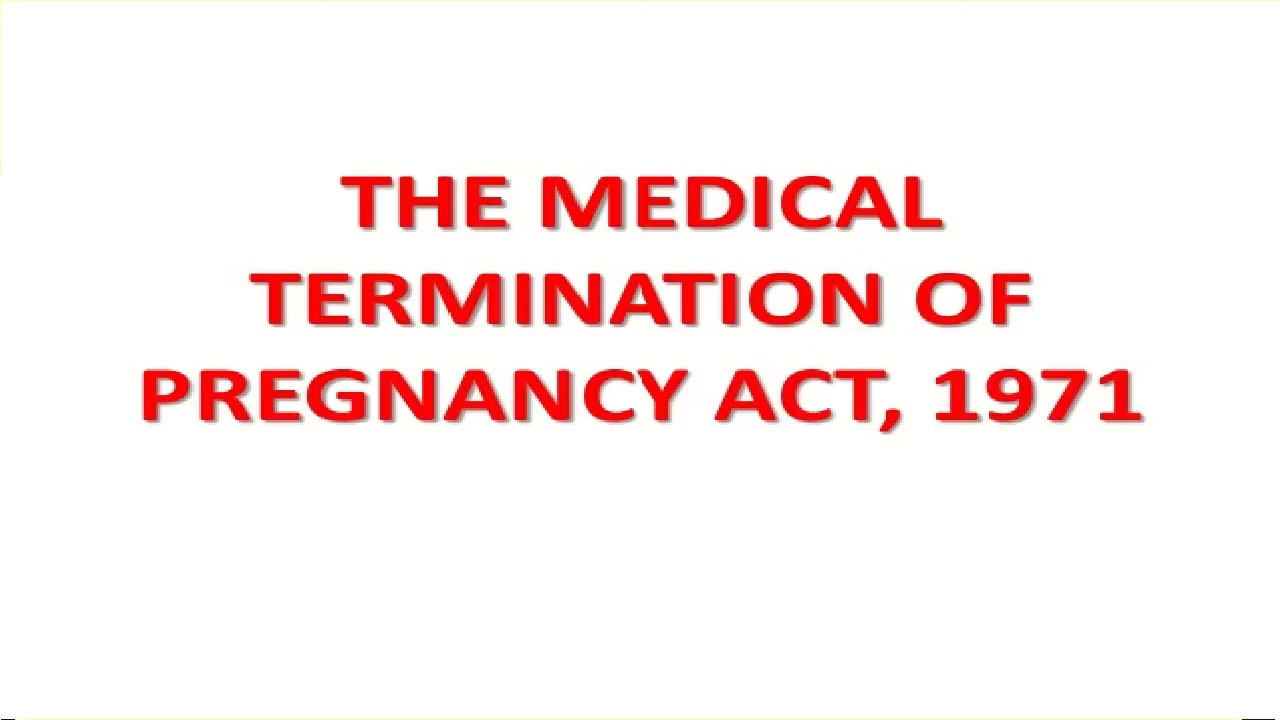 THE MEDICAL
TERMINATION OF
PREGNANCY ACT, 1971